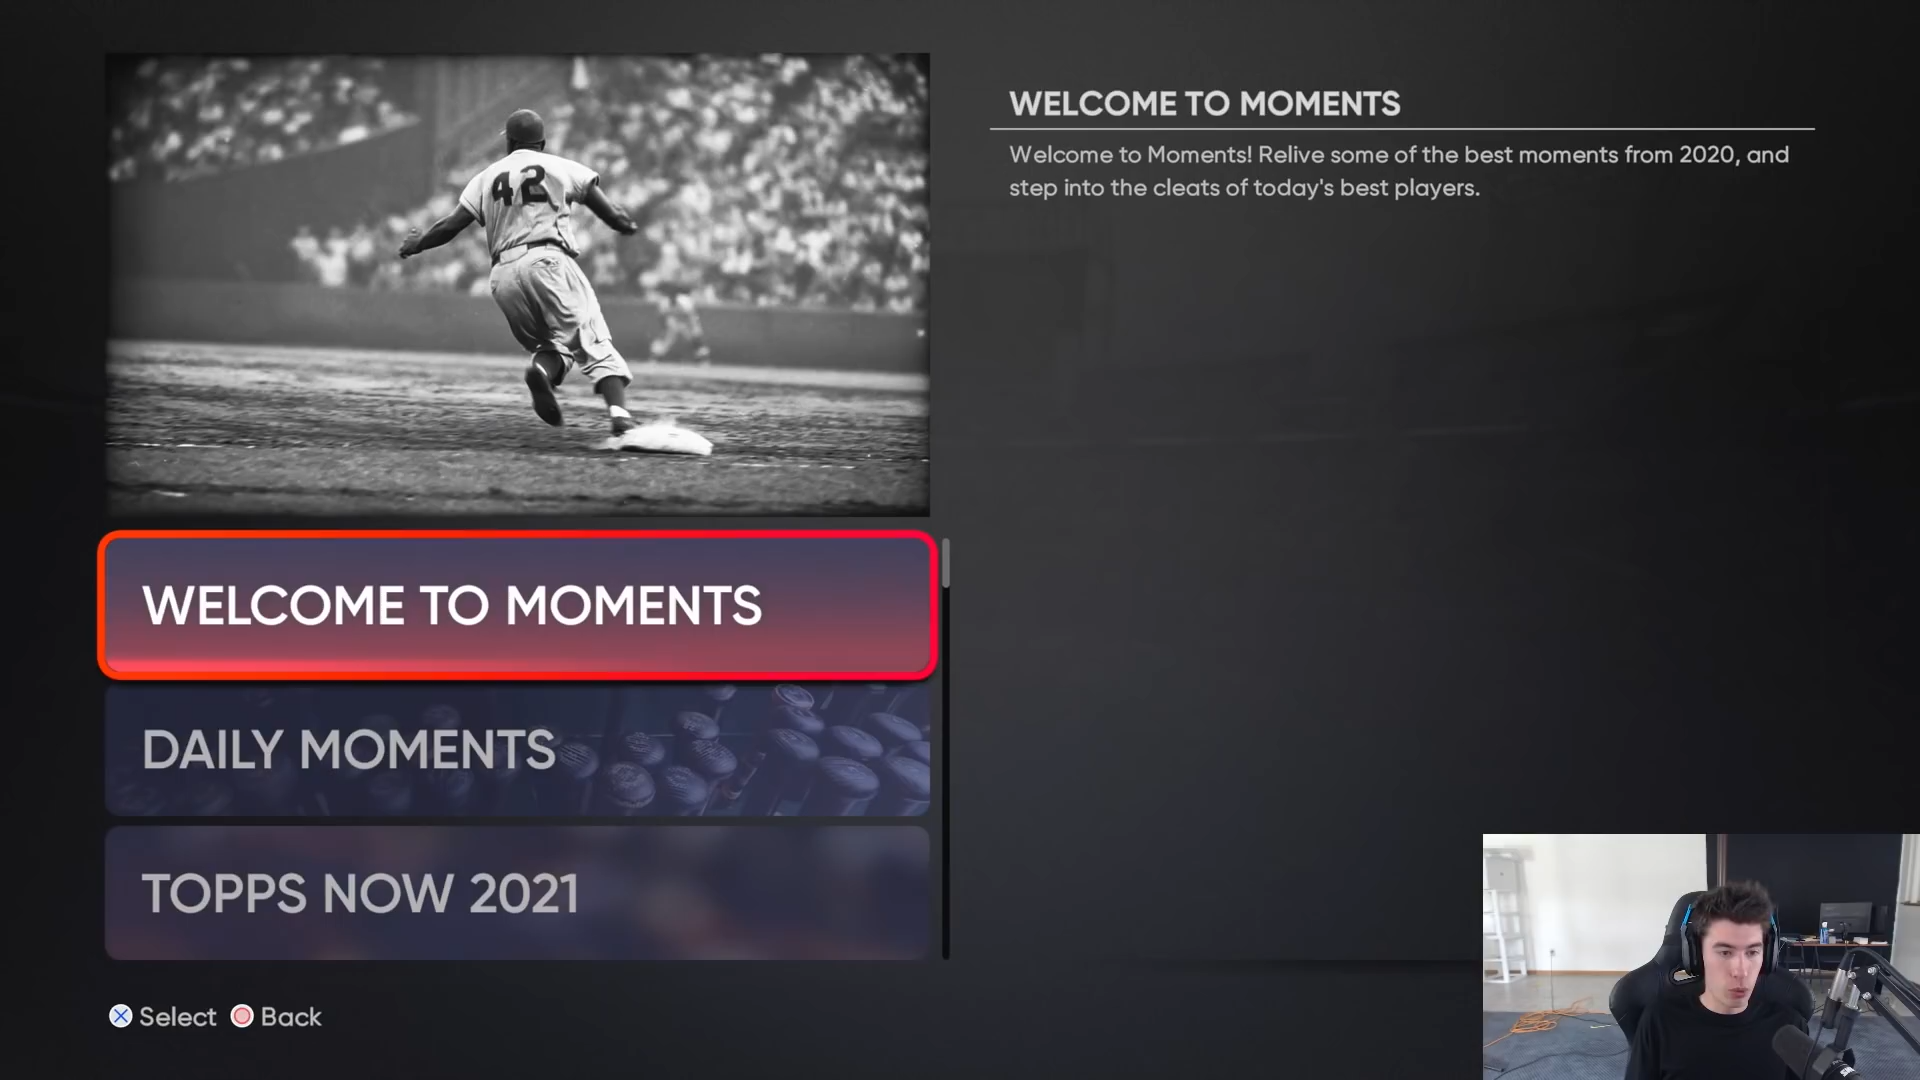 42
WELCOME TO MOMENTS
Welcome to Moments! Relive some of the best moments from 2020, and
step into the cleats of today's best players.
WELCOME TO MOMENTS
DAILY MOMENTS
TOPPS NOW 2021
Select Back